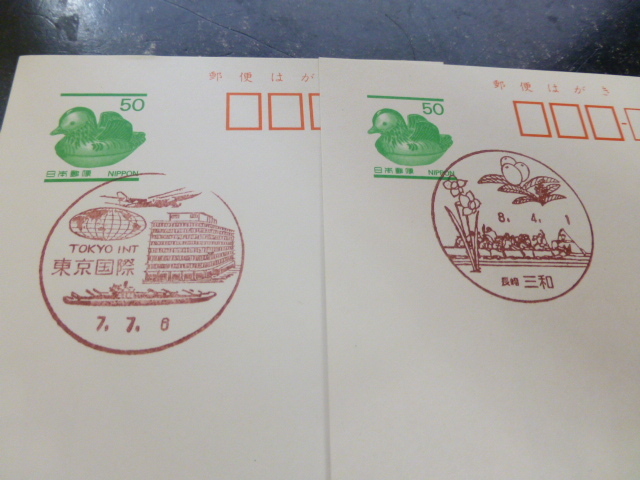 郵便はが
50
日本郵便 NIPPON
TOKYO INT
東京国際
7. 7. 6
郵便はがき
50
日本郵便 NIPPON
8. 4. 1
長崎 三和